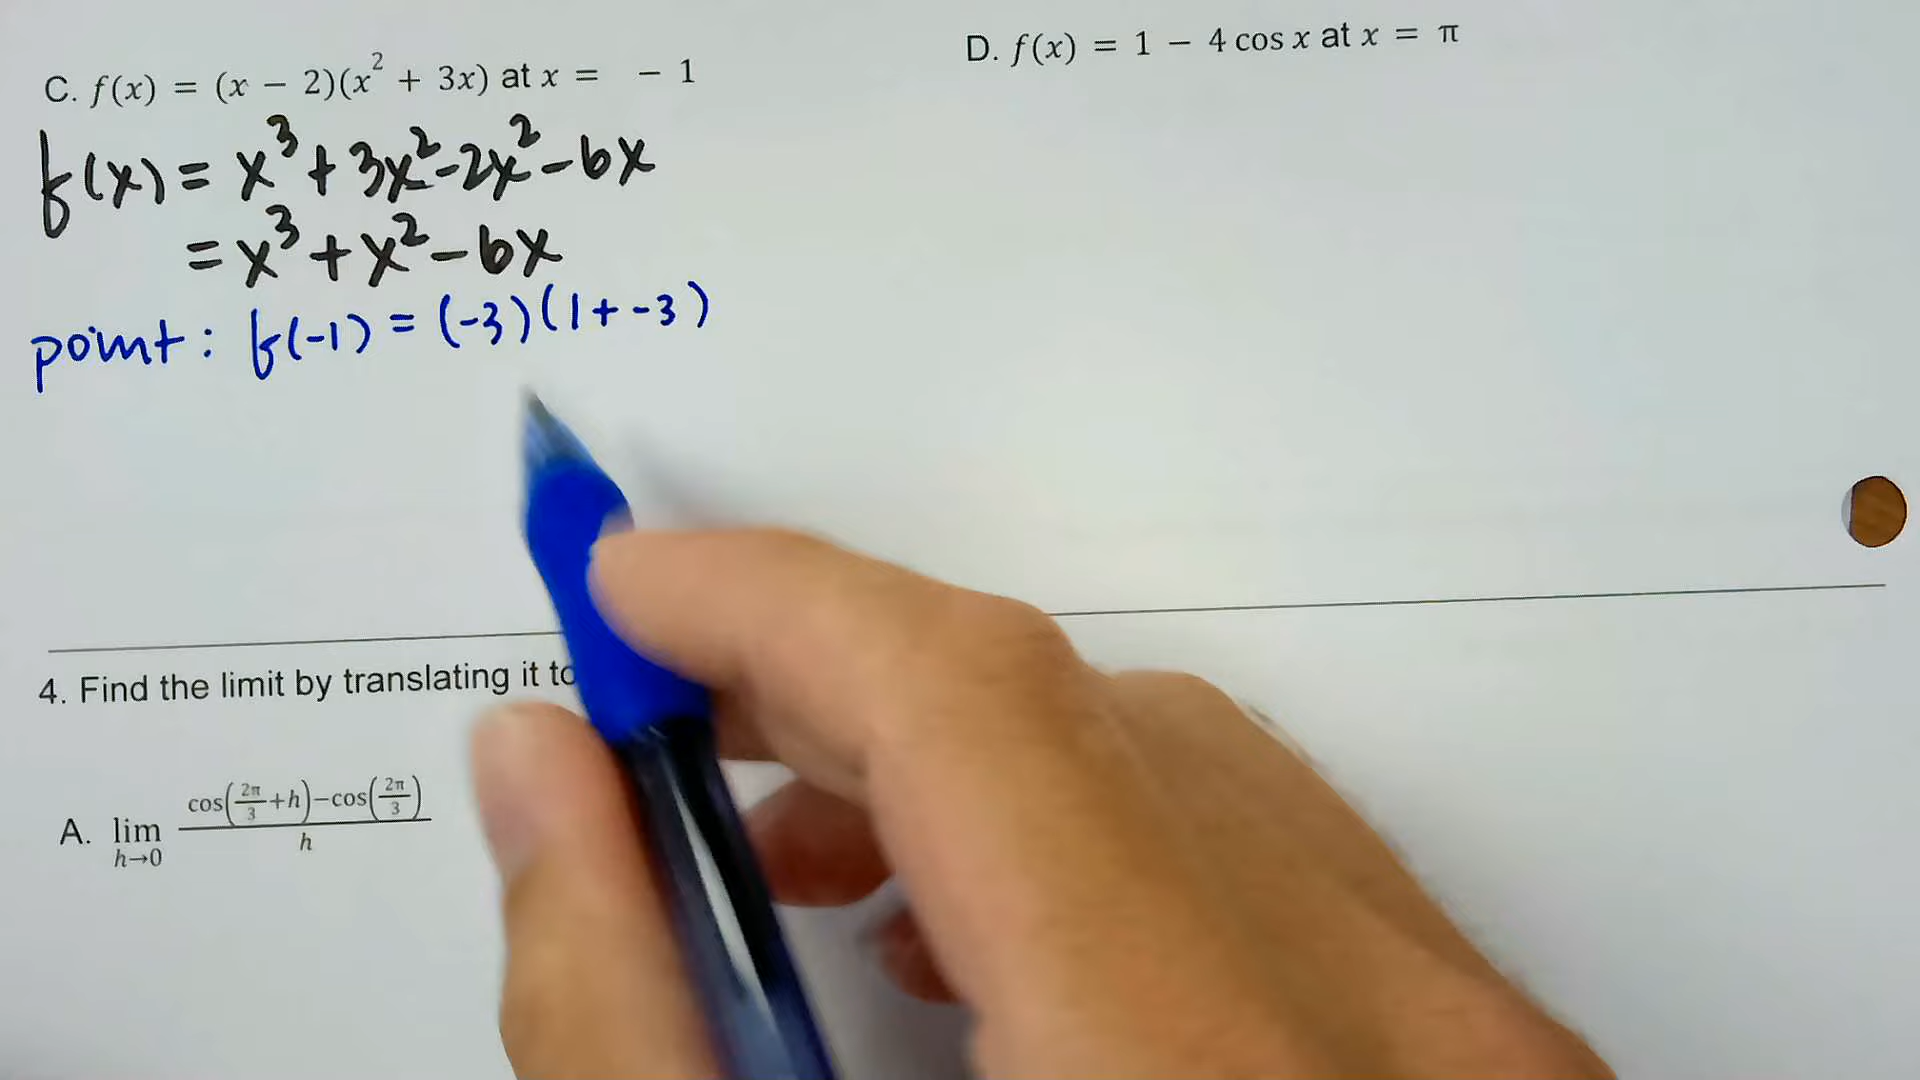 C. f(x) = (x − 2)(x² + 3x) at x = − 1
f(x) = x³ + 3x² - 2x² - 6x
= x³ + x² - 6x
point: f(-1) = (-3)(1 + -3)
D. f(x) = 1 − 4 cos x at x = π
4. Find the limit by translating it to
A. lim h→0 cos(2π/3 + h) − cos(2π/3) / h